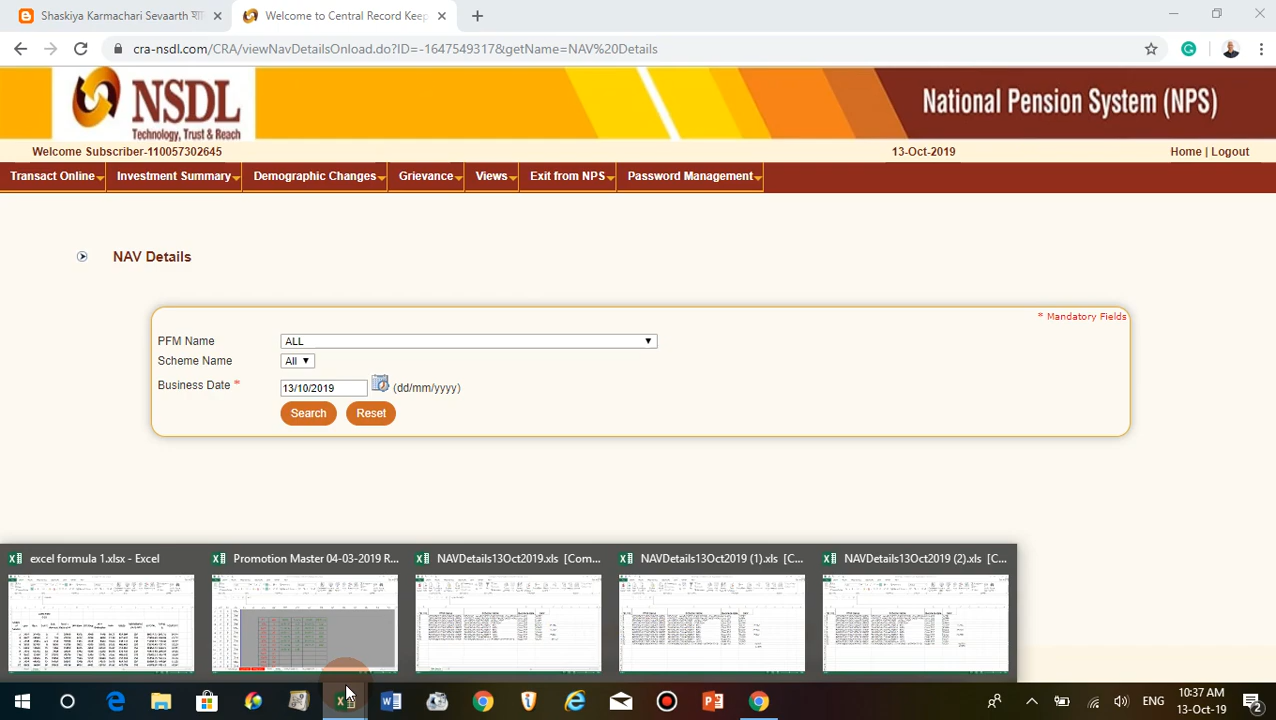 Shaskiya Karmachari Sevaarth
Welcome to Central Record Keep
cra-nsdl.com/CRA/viewNavDetailsOnload.do?ID=-1647549317&getName=NAV%20Details
NSDL
Technology, Trust & Reach
National Pension System (NPS)
Welcome Subscriber-110057302645
13-Oct-2019
Home | Logout
Transact Online
Investment Summary
Demographic Changes
Grievance
Views
Exit from NPS
Password Management
NAV Details
* Mandatory Fields
PFM Name
ALL
Scheme Name
All
Business Date *
13/10/2019
(dd/mm/yyyy)
Search
Reset
excel formula 1.xlsx - Excel
Promotion Master 04-03-2019 R...
NAVDetails13Oct2019.xls [Com...
NAVDetails13Oct2019 (1).xls [C...
NAVDetails13Oct2019 (2).xls [C...
ENG
10:37 AM
13-Oct-19
2